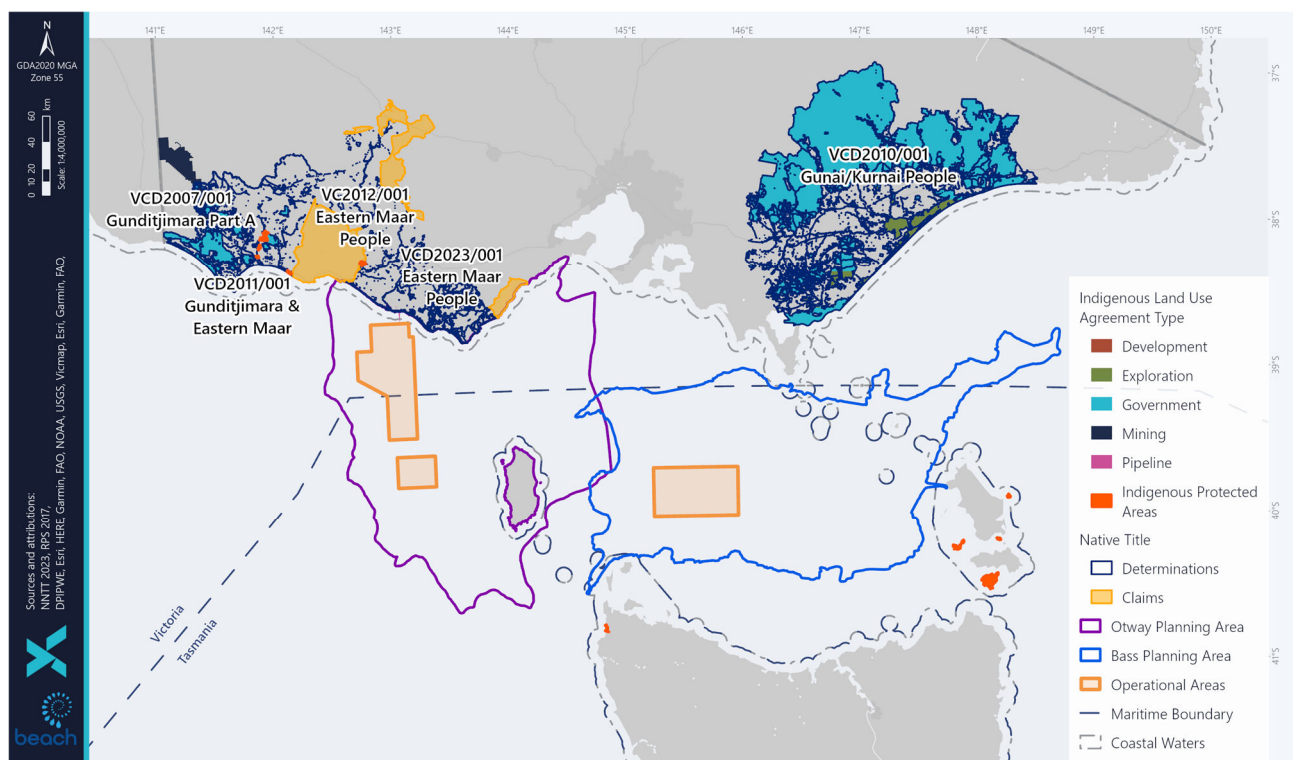 N
GDA2020 MGA
Zone 55
km
60
40
20
10
0
Scale: 1:4,000,000
Sources and attributions:
NNTT 2023, RPS 2017,
DPIPWE, Esri, HERE, Garmin, FAO, NOAA, USGS, Vicmap, Esri, Garmin, FAO,
beach
141°E
142°E
143°E
144°E
145°E
146°E
147°E
148°E
149°E
150°E
37°S
38°S
39°S
40°S
41°S
VCD2007/001
Gunditjimara Part A
VC2012/001
Eastern Maar
People
VCD2023/001
Eastern Maar
People
VCD2011/001
Gunditjimara &
Eastern Maar
VCD2010/001
Gunai/Kurnai People
Victoria
Tasmania
Indigenous Land Use
Agreement Type
Development
Exploration
Government
Mining
Pipeline
Indigenous Protected
Areas
Native Title
Determinations
Claims
Otway Planning Area
Bass Planning Area
Operational Areas
Maritime Boundary
Coastal Waters